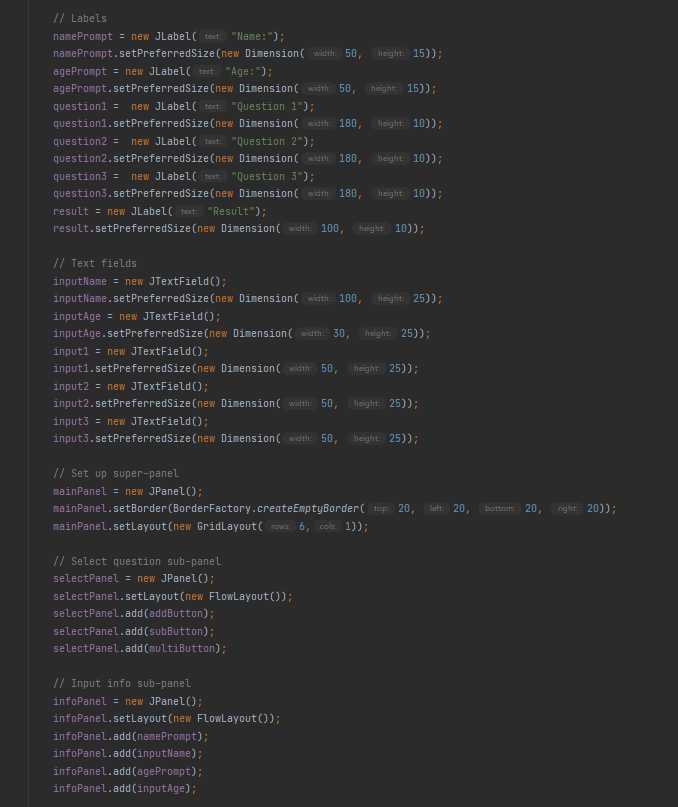 // Labels
namePrompt = new JLabel( text: "Name:");
namePrompt.setPreferredSize(new Dimension( width: 50, height: 15));
agePrompt = new JLabel( text: "Age:");
agePrompt.setPreferredSize(new Dimension( width: 50, height: 15));
question1 =  new JLabel( text: "Question 1");
question1.setPreferredSize(new Dimension( width: 180, height: 10));
question2 =  new JLabel( text: "Question 2");
question2.setPreferredSize(new Dimension( width: 180, height: 10));
question3 =  new JLabel( text: "Question 3");
question3.setPreferredSize(new Dimension( width: 180, height: 10));
result = new JLabel( text: "Result");
result.setPreferredSize(new Dimension( width: 100, height: 10));
// Text fields
inputName = new JTextField();
inputName.setPreferredSize(new Dimension( width: 100, height: 25));
inputAge = new JTextField();
inputAge.setPreferredSize(new Dimension( width: 30, height: 25));
input1 = new JTextField();
input1.setPreferredSize(new Dimension( width: 50, height: 25));
input2 = new JTextField();
input2.setPreferredSize(new Dimension( width: 50, height: 25));
input3 = new JTextField();
input3.setPreferredSize(new Dimension( width: 50, height: 25));
// Set up super-panel
mainPanel = new JPanel();
mainPanel.setBorder(BorderFactory.createEmptyBorder( top: 20, left: 20, bottom: 20, right: 20));
mainPanel.setLayout(new GridLayout( rows: 6, cols: 1));
// Select question sub-panel
selectPanel = new JPanel();
selectPanel.setLayout(new FlowLayout());
selectPanel.add(addButton);
selectPanel.add(subButton);
selectPanel.add(multiButton);
// Input info sub-panel
infoPanel = new JPanel();
infoPanel.setLayout(new FlowLayout());
infoPanel.add(namePrompt);
infoPanel.add(inputName);
infoPanel.add(agePrompt);
infoPanel.add(inputAge);